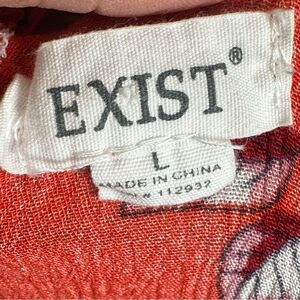 EXIST®
L
MADE IN CHINA
# 112932